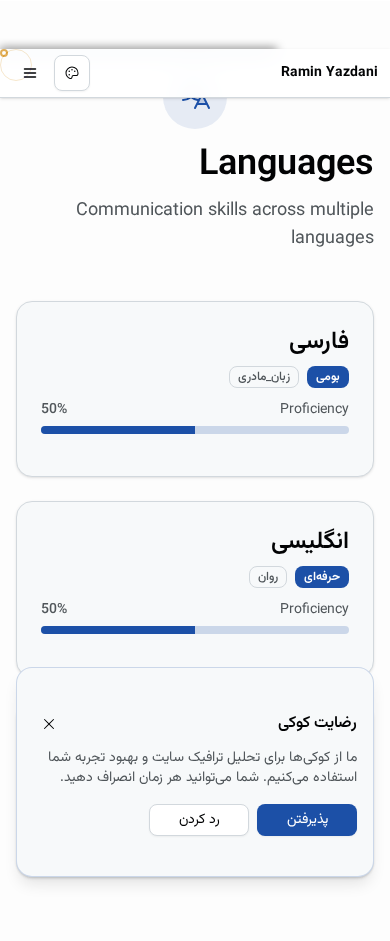 Ramin Yazdani
Languages
Communication skills across multiple
languages
فارسی
بومی
زبان_مادری
Proficiency
50%
انگلیسی
حرفه‌ای
روان
Proficiency
50%
رضایت کوکی
ما از کوکی‌ها برای تحلیل ترافیک سایت و بهبود تجربه شما
استفاده می‌کنیم. شما می‌توانید هر زمان انصراف دهید.
پذیرفتن
رد کردن